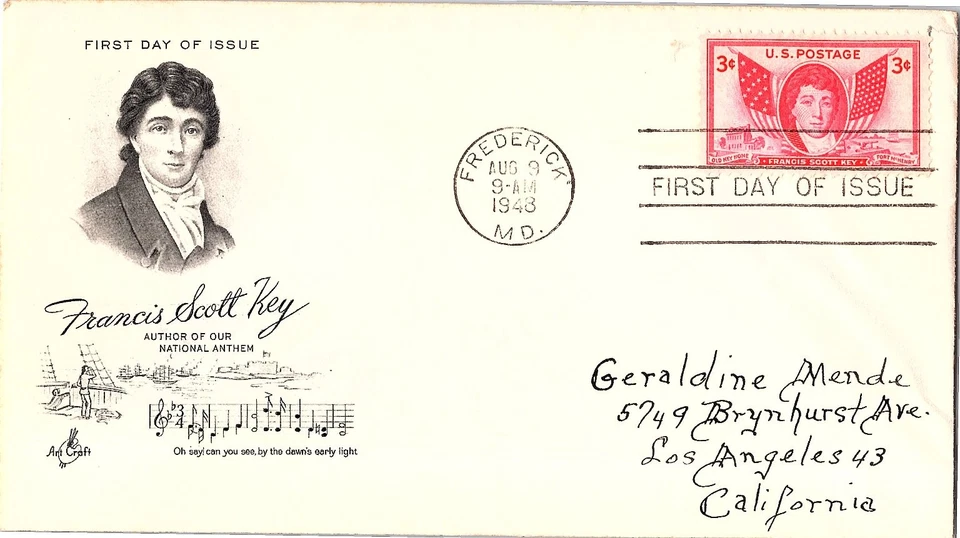 FIRST DAY OF ISSUE
U.S. POSTAGE
3¢ 3¢
OLD KEY HOME • FRANCIS SCOTT KEY • FORT McHENRY
FREDERICK
AUG 9
9-AM
1948
MD.
FIRST DAY OF ISSUE
Francis Scott Key
AUTHOR OF OUR
NATIONAL ANTHEM
3
4
Art Craft
Oh say! can you see, by the dawn's early light
Geraldine Mende
5749 Brynhurst Ave.
Los Angeles 43
California